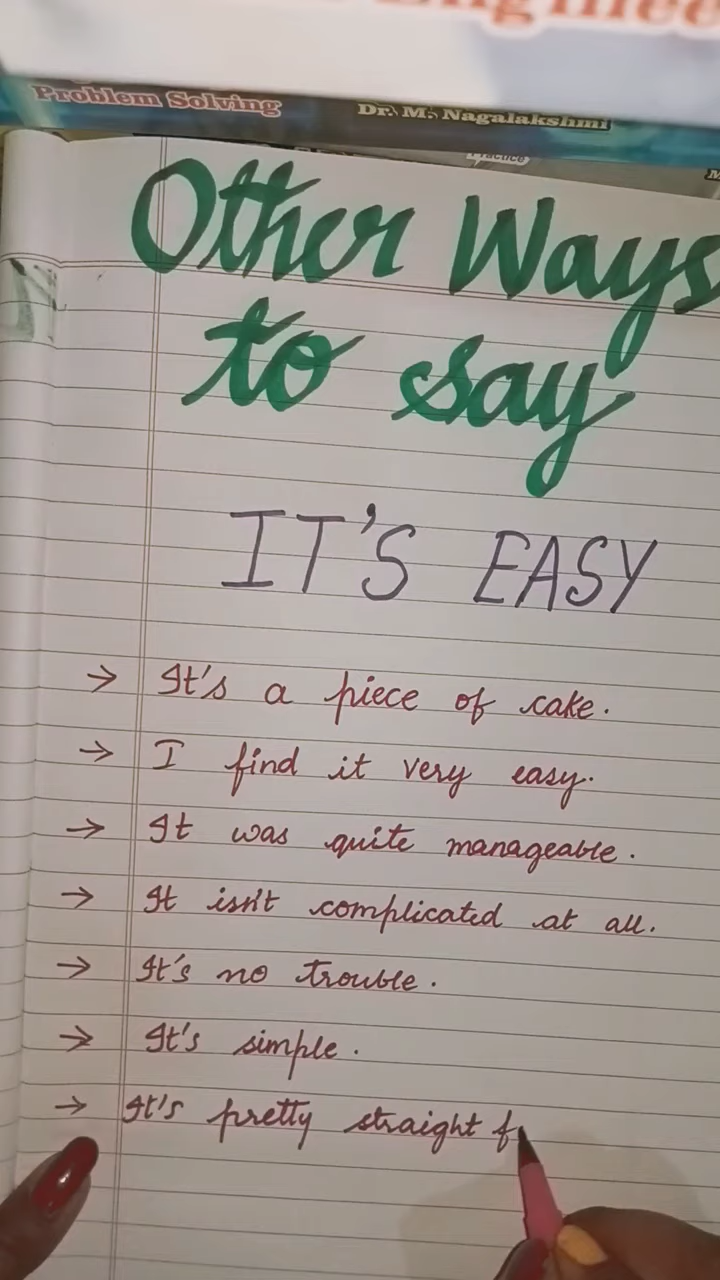 Problem Solving
Dr. M. Nagalakshmi
Practice
Other Ways
to say
IT'S EASY
→ It's a piece of cake.
→ I find it very easy.
→ It was quite manageable.
→ It isn't complicated at all.
→ It's no trouble.
→ It's simple.
→ It's pretty straight f